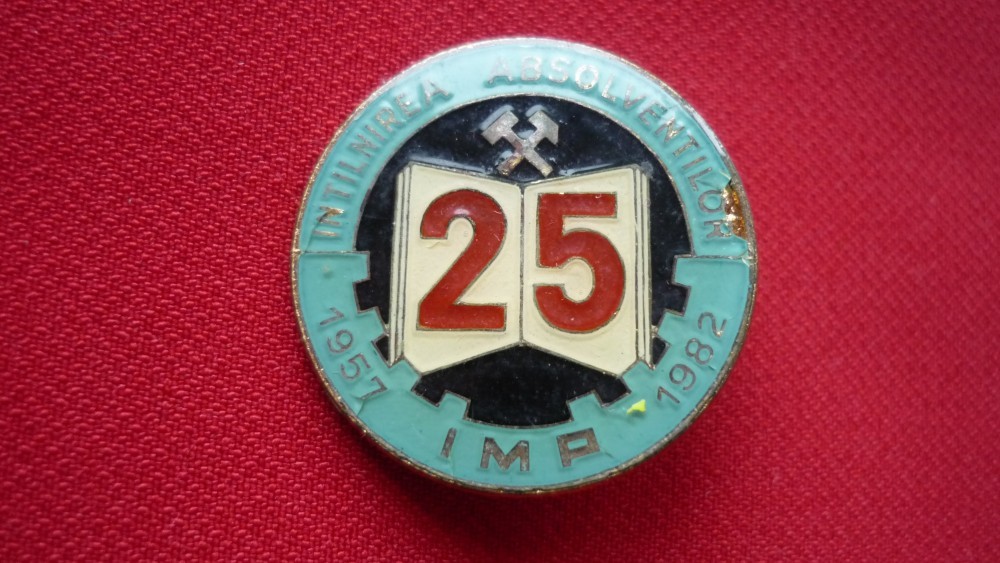 INTILNIREA ABSOLVENTILOR
25
1957 1982
IMP